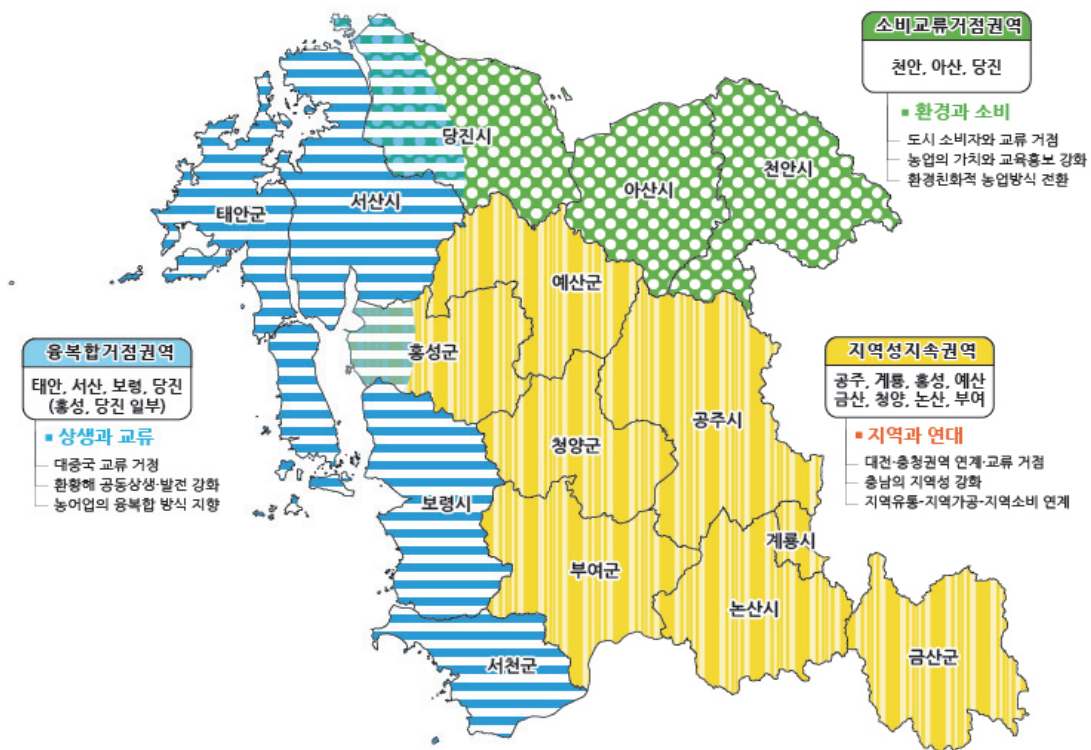 소비교류거점권역
천안, 아산, 당진
▪ 환경과 소비
도시 소비자와 교류 거점
농업의 가치와 교육홍보 강화
환경친화적 농업방식 전환
당진시
아산시
천안시
태안군
서산시
예산군
홍성군
융복합거점권역
태안, 서산, 보령, 당진
(홍성, 당진 일부)
▪ 상생과 교류
대중국 교류 거점
환황해 공동상생·발전 강화
농어업의 융복합 방식 지향
지역성지속권역
공주, 계룡, 홍성, 예산
금산, 청양, 논산, 부여
▪ 지역과 연대
대전·충청권역 연계·교류 거점
충남의 지역성 강화
지역유통-지역가공-지역소비 연계
공주시
청양군
보령시
계룡시
부여군
논산시
서천군
금산군